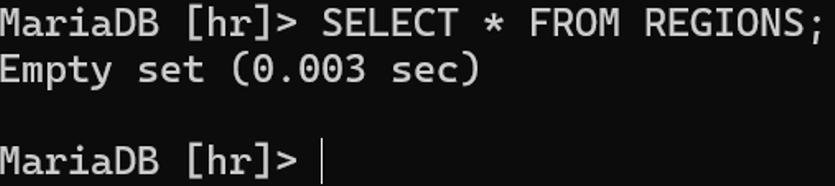 MariaDB [hr]> SELECT * FROM REGIONS;
Empty set (0.003 sec)
MariaDB [hr]>